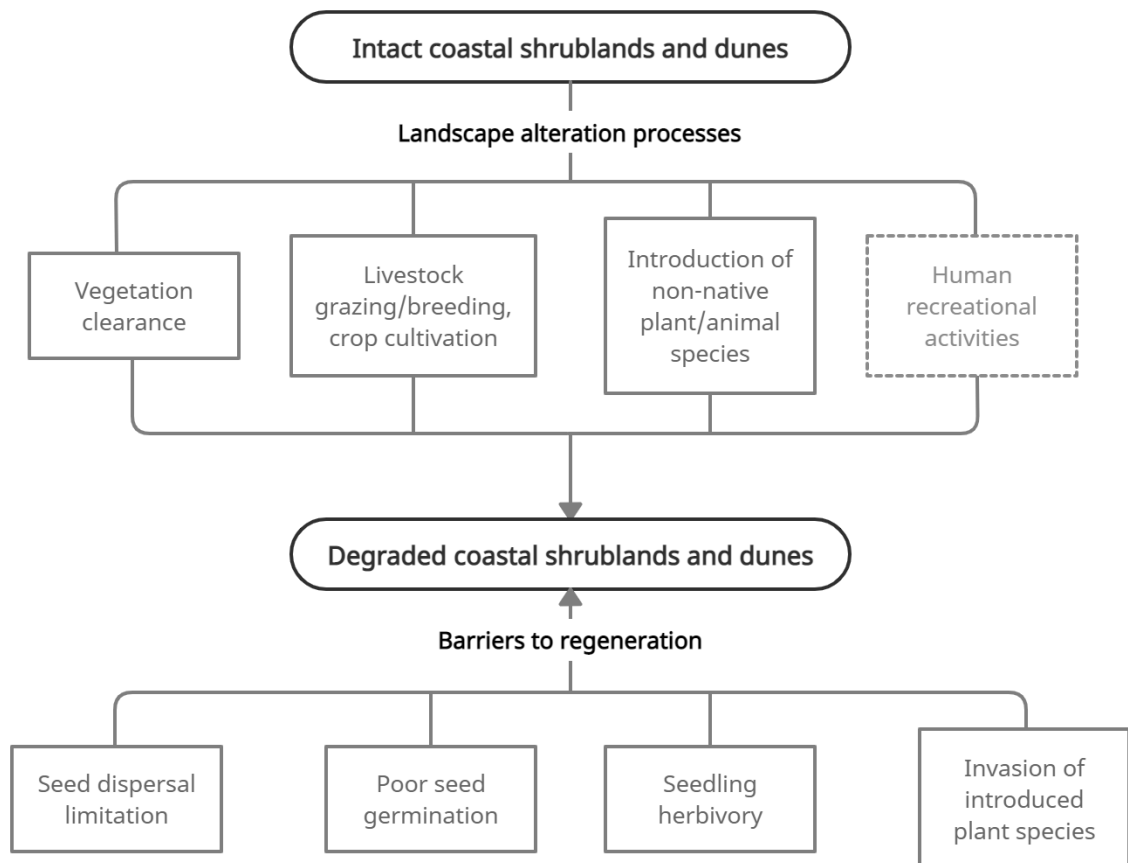 Intact coastal shrublands and dunes
Landscape alteration processes
Vegetation
clearance
Livestock
grazing/breeding,
crop cultivation
Introduction of
non-native
plant/animal
species
Human
recreational
activities
Degraded coastal shrublands and dunes
Barriers to regeneration
Seed dispersal
limitation
Poor seed
germination
Seedling
herbivory
Invasion of
introduced
plant species